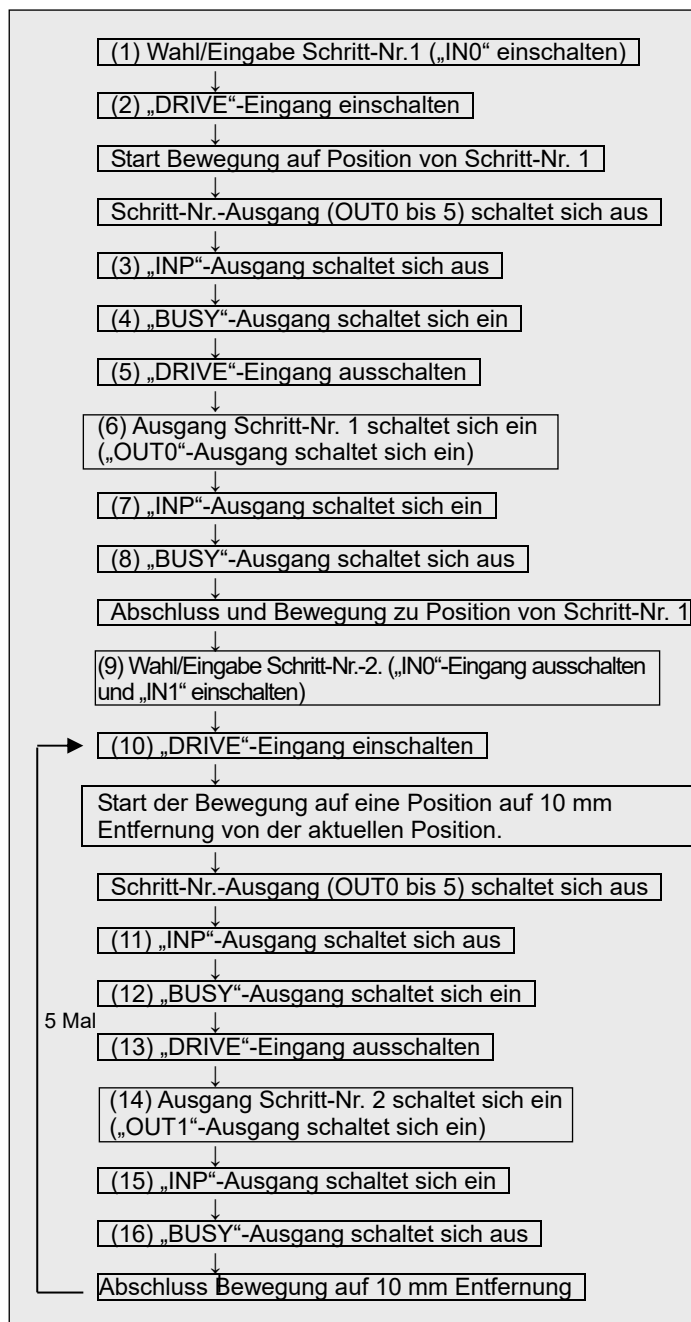 (1) Wahl/Eingabe Schritt-Nr.1 („IN0“ einschalten)
↓
(2) „DRIVE“-Eingang einschalten
↓
Start Bewegung auf Position von Schritt-Nr. 1
↓
Schritt-Nr.-Ausgang (OUT0 bis 5) schaltet sich aus
↓
(3) „INP“-Ausgang schaltet sich aus
↓
(4) „BUSY“-Ausgang schaltet sich ein
↓
(5) „DRIVE“-Eingang ausschalten
↓
(6) Ausgang Schritt-Nr. 1 schaltet sich ein
(„OUT0“-Ausgang schaltet sich ein)
↓
(7) „INP“-Ausgang schaltet sich ein
↓
(8) „BUSY“-Ausgang schaltet sich aus
↓
Abschluss und Bewegung zu Position von Schritt-Nr. 1
↓
(9) Wahl/Eingabe Schritt-Nr.-2. („IN0“-Eingang ausschalten
und „IN1“ einschalten)
↓
(10) „DRIVE“-Eingang einschalten
↓
Start der Bewegung auf eine Position auf 10 mm
Entfernung von der aktuellen Position.
↓
Schritt-Nr.-Ausgang (OUT0 bis 5) schaltet sich aus
↓
(11) „INP“-Ausgang schaltet sich aus
↓
(12) „BUSY“-Ausgang schaltet sich ein
↓
5 Mal
(13) „DRIVE“-Eingang ausschalten
↓
(14) Ausgang Schritt-Nr. 2 schaltet sich ein
(„OUT1“-Ausgang schaltet sich ein)
↓
(15) „INP“-Ausgang schaltet sich ein
↓
(16) „BUSY“-Ausgang schaltet sich aus
↓
Abschluss Bewegung auf 10 mm Entfernung